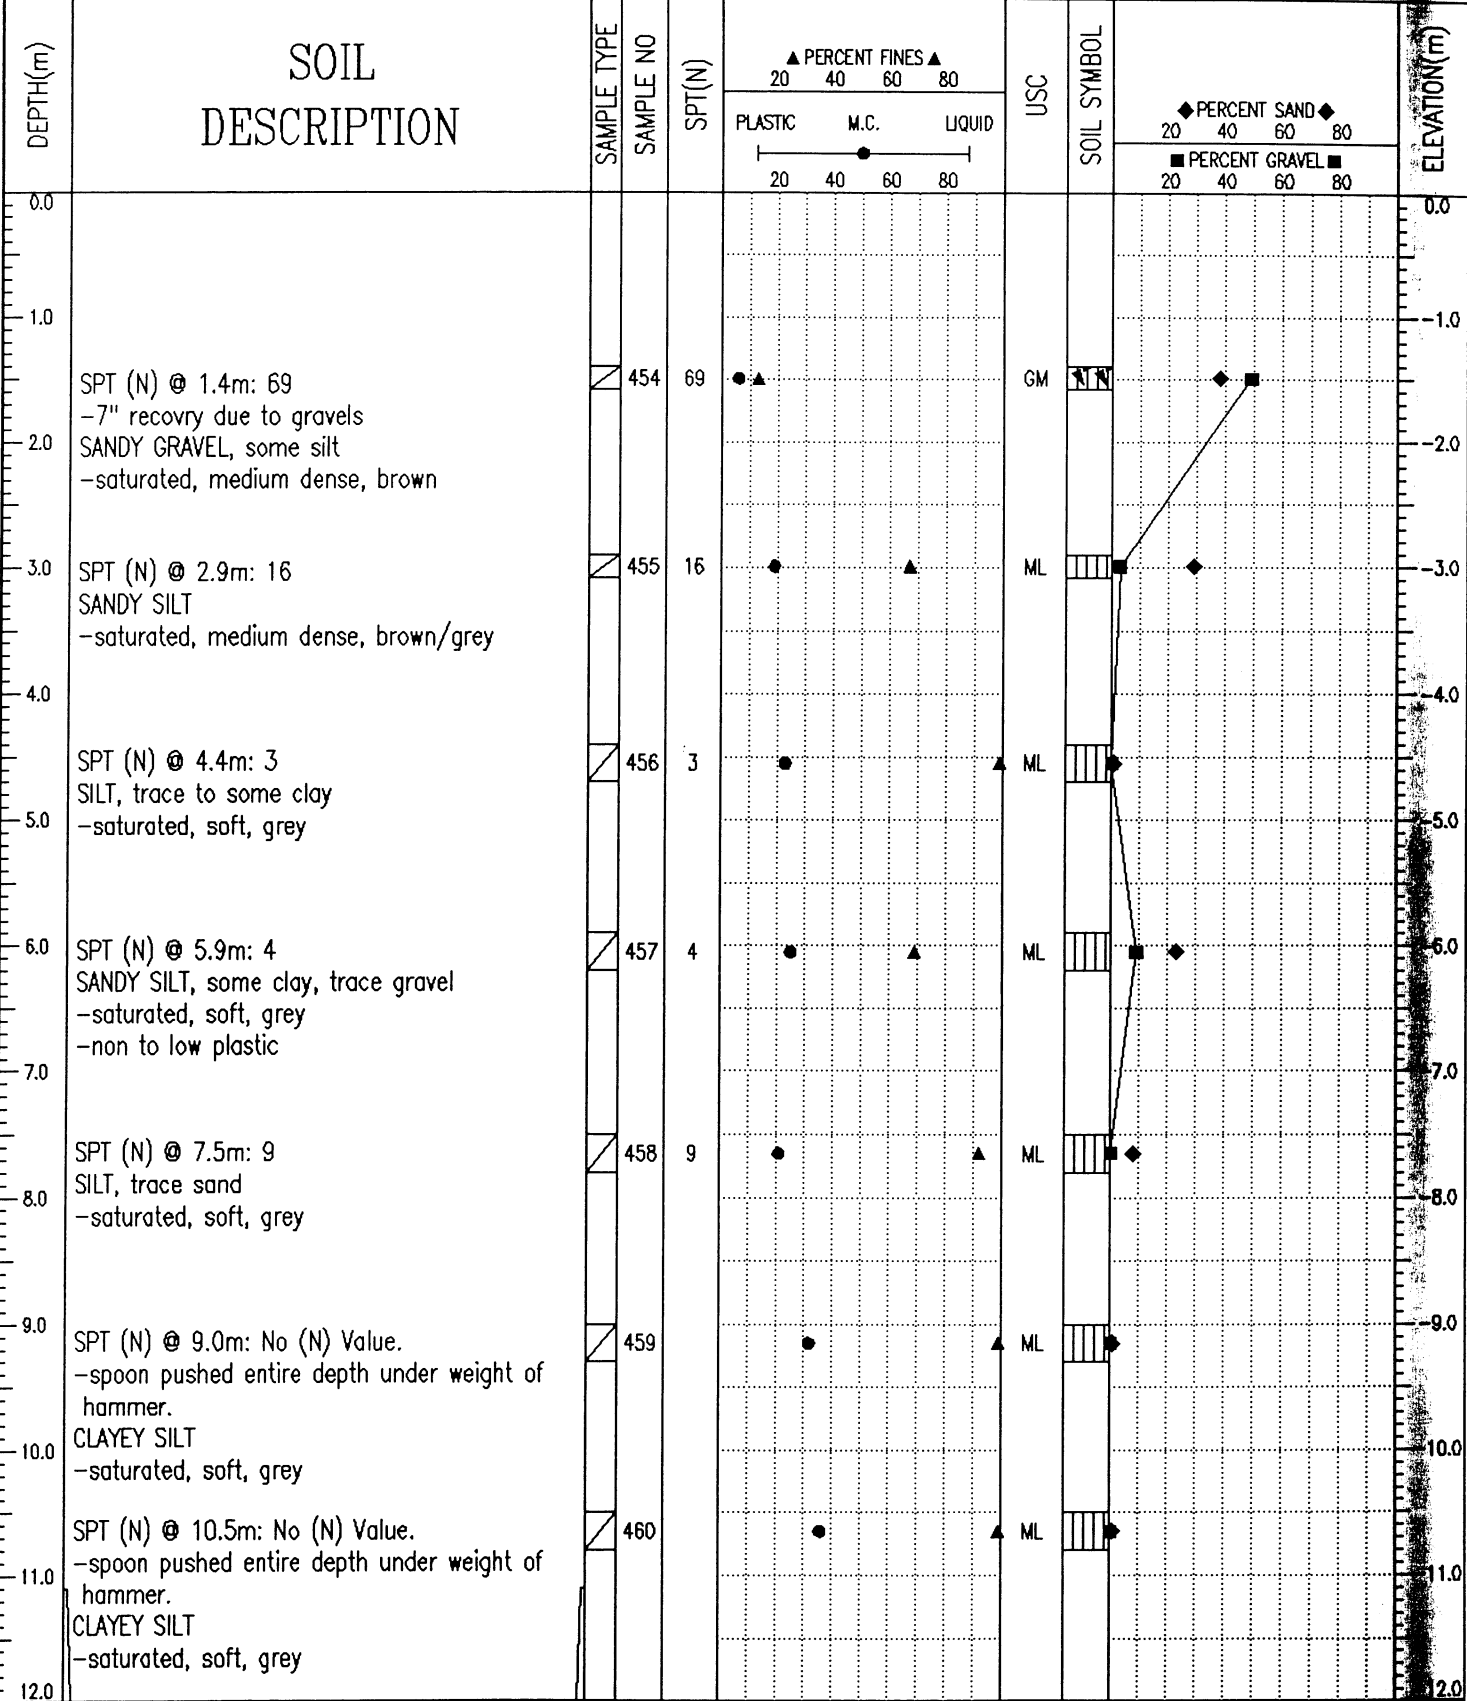 DEPTH(m)
SOIL
DESCRIPTION
SAMPLE TYPE
SAMPLE NO
SPT(N)
▲ PERCENT FINES ▲
20 40 60 80
PLASTIC M.C. LIQUID
20 40 60 80
USC
SOIL SYMBOL
◆ PERCENT SAND ◆
20 40 60 80
■ PERCENT GRAVEL ■
20 40 60 80
ELEVATION(m)
0.0 0.0
1.0 -1.0
SPT (N) @ 1.4m: 69 454 69 GM
-7" recovry due to gravels
2.0 SANDY GRAVEL, some silt -2.0
-saturated, medium dense, brown
3.0 SPT (N) @ 2.9m: 16 455 16 ML -3.0
SANDY SILT
-saturated, medium dense, brown/grey
4.0 -4.0
SPT (N) @ 4.4m: 3 456 3 ML
SILT, trace to some clay
5.0 -saturated, soft, grey -5.0
6.0 SPT (N) @ 5.9m: 4 457 4 ML -6.0
SANDY SILT, some clay, trace gravel
-saturated, soft, grey
-non to low plastic
7.0 -7.0
SPT (N) @ 7.5m: 9 458 9 ML
SILT, trace sand
8.0 -saturated, soft, grey -8.0
9.0 -9.0
SPT (N) @ 9.0m: No (N) Value. 459 ML
-spoon pushed entire depth under weight of
hammer.
CLAYEY SILT
10.0 -10.0
-saturated, soft, grey
SPT (N) @ 10.5m: No (N) Value. 460 ML
-spoon pushed entire depth under weight of
11.0 -11.0
hammer.
CLAYEY SILT
-saturated, soft, grey
12.0 12.0